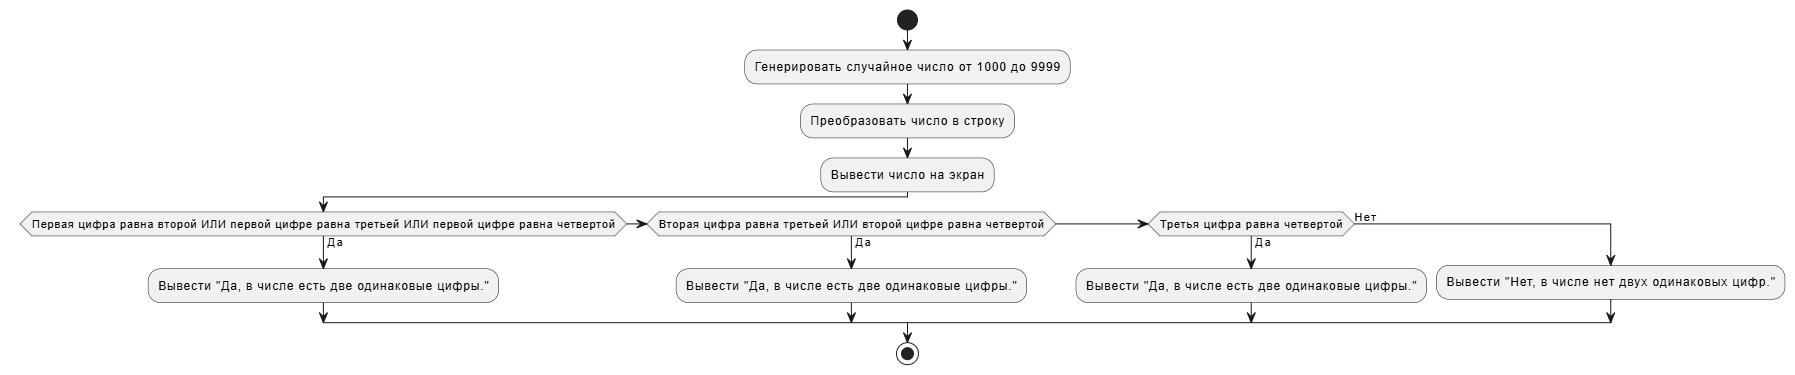 Генерировать случайное число от 1000 до 9999
Преобразовать число в строку
Вывести число на экран
Первая цифра равна второй ИЛИ первой цифре равна третьей ИЛИ первой цифре равна четвертой
Да
Вывести "Да, в числе есть две одинаковые цифры."
Вторая цифра равна третьей ИЛИ второй цифре равна четвертой
Да
Вывести "Да, в числе есть две одинаковые цифры."
Третья цифра равна четвертой
Да
Вывести "Да, в числе есть две одинаковые цифры."
Нет
Вывести "Нет, в числе нет двух одинаковых цифр."